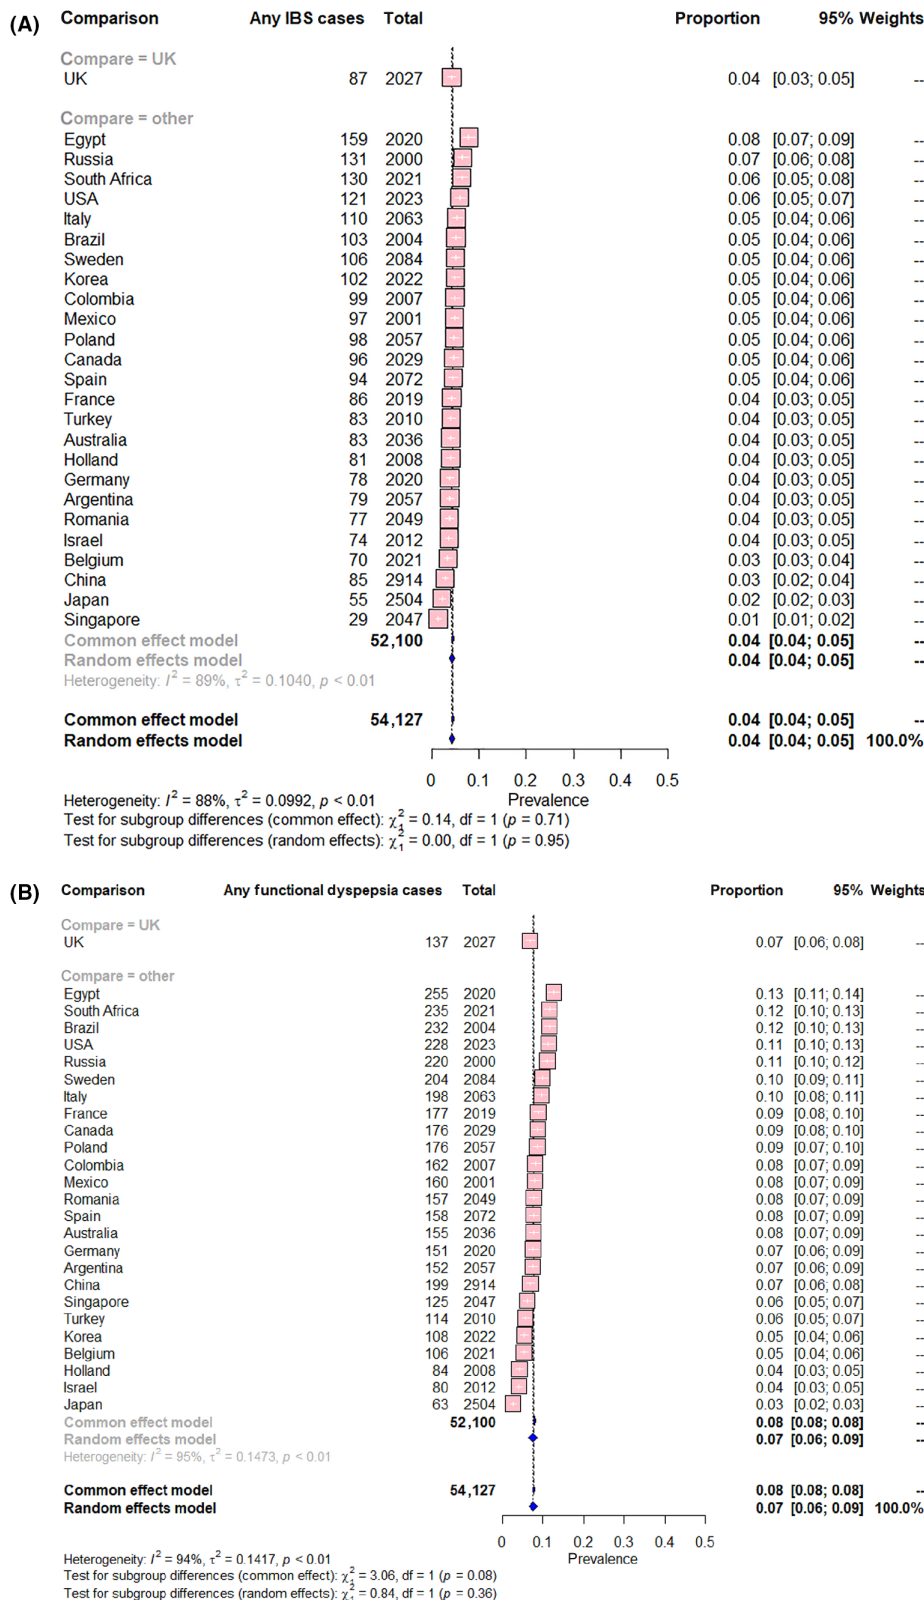 (A) Comparison Any IBS cases Total Proportion 95% Weights
Compare = UK
UK 87 2027 0.04 [0.03; 0.05] --
Compare = other
Egypt 159 2020 0.08 [0.07; 0.09] --
Russia 131 2000 0.07 [0.06; 0.08] --
South Africa 130 2021 0.06 [0.05; 0.08] --
USA 121 2023 0.06 [0.05; 0.07] --
Italy 110 2063 0.05 [0.04; 0.06] --
Brazil 103 2004 0.05 [0.04; 0.06] --
Sweden 106 2084 0.05 [0.04; 0.06] --
Korea 102 2022 0.05 [0.04; 0.06] --
Colombia 99 2007 0.05 [0.04; 0.06] --
Mexico 97 2001 0.05 [0.04; 0.06] --
Poland 98 2057 0.05 [0.04; 0.06] --
Canada 96 2029 0.05 [0.04; 0.06] --
Spain 94 2072 0.05 [0.04; 0.06] --
France 86 2019 0.04 [0.03; 0.05] --
Turkey 83 2010 0.04 [0.03; 0.05] --
Australia 83 2036 0.04 [0.03; 0.05] --
Holland 81 2008 0.04 [0.03; 0.05] --
Germany 78 2020 0.04 [0.03; 0.05] --
Argentina 79 2057 0.04 [0.03; 0.05] --
Romania 77 2049 0.04 [0.03; 0.05] --
Israel 74 2012 0.04 [0.03; 0.05] --
Belgium 70 2021 0.03 [0.03; 0.04] --
China 85 2914 0.03 [0.02; 0.04] --
Japan 55 2504 0.02 [0.02; 0.03] --
Singapore 29 2047 0.01 [0.01; 0.02] --
Common effect model 52,100 0.04 [0.04; 0.05] --
Random effects model 0.04 [0.04; 0.05] --
Heterogeneity: I² = 89%, τ² = 0.1040, p < 0.01
Common effect model 54,127 0.04 [0.04; 0.05] --
Random effects model 0.04 [0.04; 0.05] 100.0%
0 0.1 0.2 0.3 0.4 0.5
Prevalence
Heterogeneity: I² = 88%, τ² = 0.0992, p < 0.01
Test for subgroup differences (common effect): χ²₁ = 0.14, df = 1 (p = 0.71)
Test for subgroup differences (random effects): χ²₁ = 0.00, df = 1 (p = 0.95)
(B) Comparison Any functional dyspepsia cases Total Proportion 95% Weights
Compare = UK
UK 137 2027 0.07 [0.06; 0.08] --
Compare = other
Egypt 255 2020 0.13 [0.11; 0.14] --
South Africa 235 2021 0.12 [0.10; 0.13] --
Brazil 232 2004 0.12 [0.10; 0.13] --
USA 228 2023 0.11 [0.10; 0.13] --
Russia 220 2000 0.11 [0.10; 0.12] --
Sweden 204 2084 0.10 [0.09; 0.11] --
Italy 198 2063 0.10 [0.08; 0.11] --
France 177 2019 0.09 [0.08; 0.10] --
Canada 176 2029 0.09 [0.08; 0.10] --
Poland 176 2057 0.09 [0.07; 0.10] --
Colombia 162 2007 0.08 [0.07; 0.09] --
Mexico 160 2001 0.08 [0.07; 0.09] --
Romania 157 2049 0.08 [0.07; 0.09] --
Spain 158 2072 0.08 [0.07; 0.09] --
Australia 155 2036 0.08 [0.07; 0.09] --
Germany 151 2020 0.07 [0.06; 0.09] --
Argentina 152 2057 0.07 [0.06; 0.09] --
China 199 2914 0.07 [0.06; 0.08] --
Singapore 125 2047 0.06 [0.05; 0.07] --
Turkey 114 2010 0.06 [0.05; 0.07] --
Korea 108 2022 0.05 [0.04; 0.06] --
Belgium 106 2021 0.05 [0.04; 0.06] --
Holland 84 2008 0.04 [0.03; 0.05] --
Israel 80 2012 0.04 [0.03; 0.05] --
Japan 63 2504 0.03 [0.02; 0.03] --
Common effect model 52,100 0.08 [0.08; 0.08] --
Random effects model 0.07 [0.06; 0.09] --
Heterogeneity: I² = 95%, τ² = 0.1473, p < 0.01
Common effect model 54,127 0.08 [0.08; 0.08] --
Random effects model 0.07 [0.06; 0.09] 100.0%
0 0.1 0.2 0.3 0.4 0.5
Prevalence
Heterogeneity: I² = 94%, τ² = 0.1417, p < 0.01
Test for subgroup differences (common effect): χ²₁ = 3.06, df = 1 (p = 0.08)
Test for subgroup differences (random effects): χ²₁ = 0.84, df = 1 (p = 0.36)